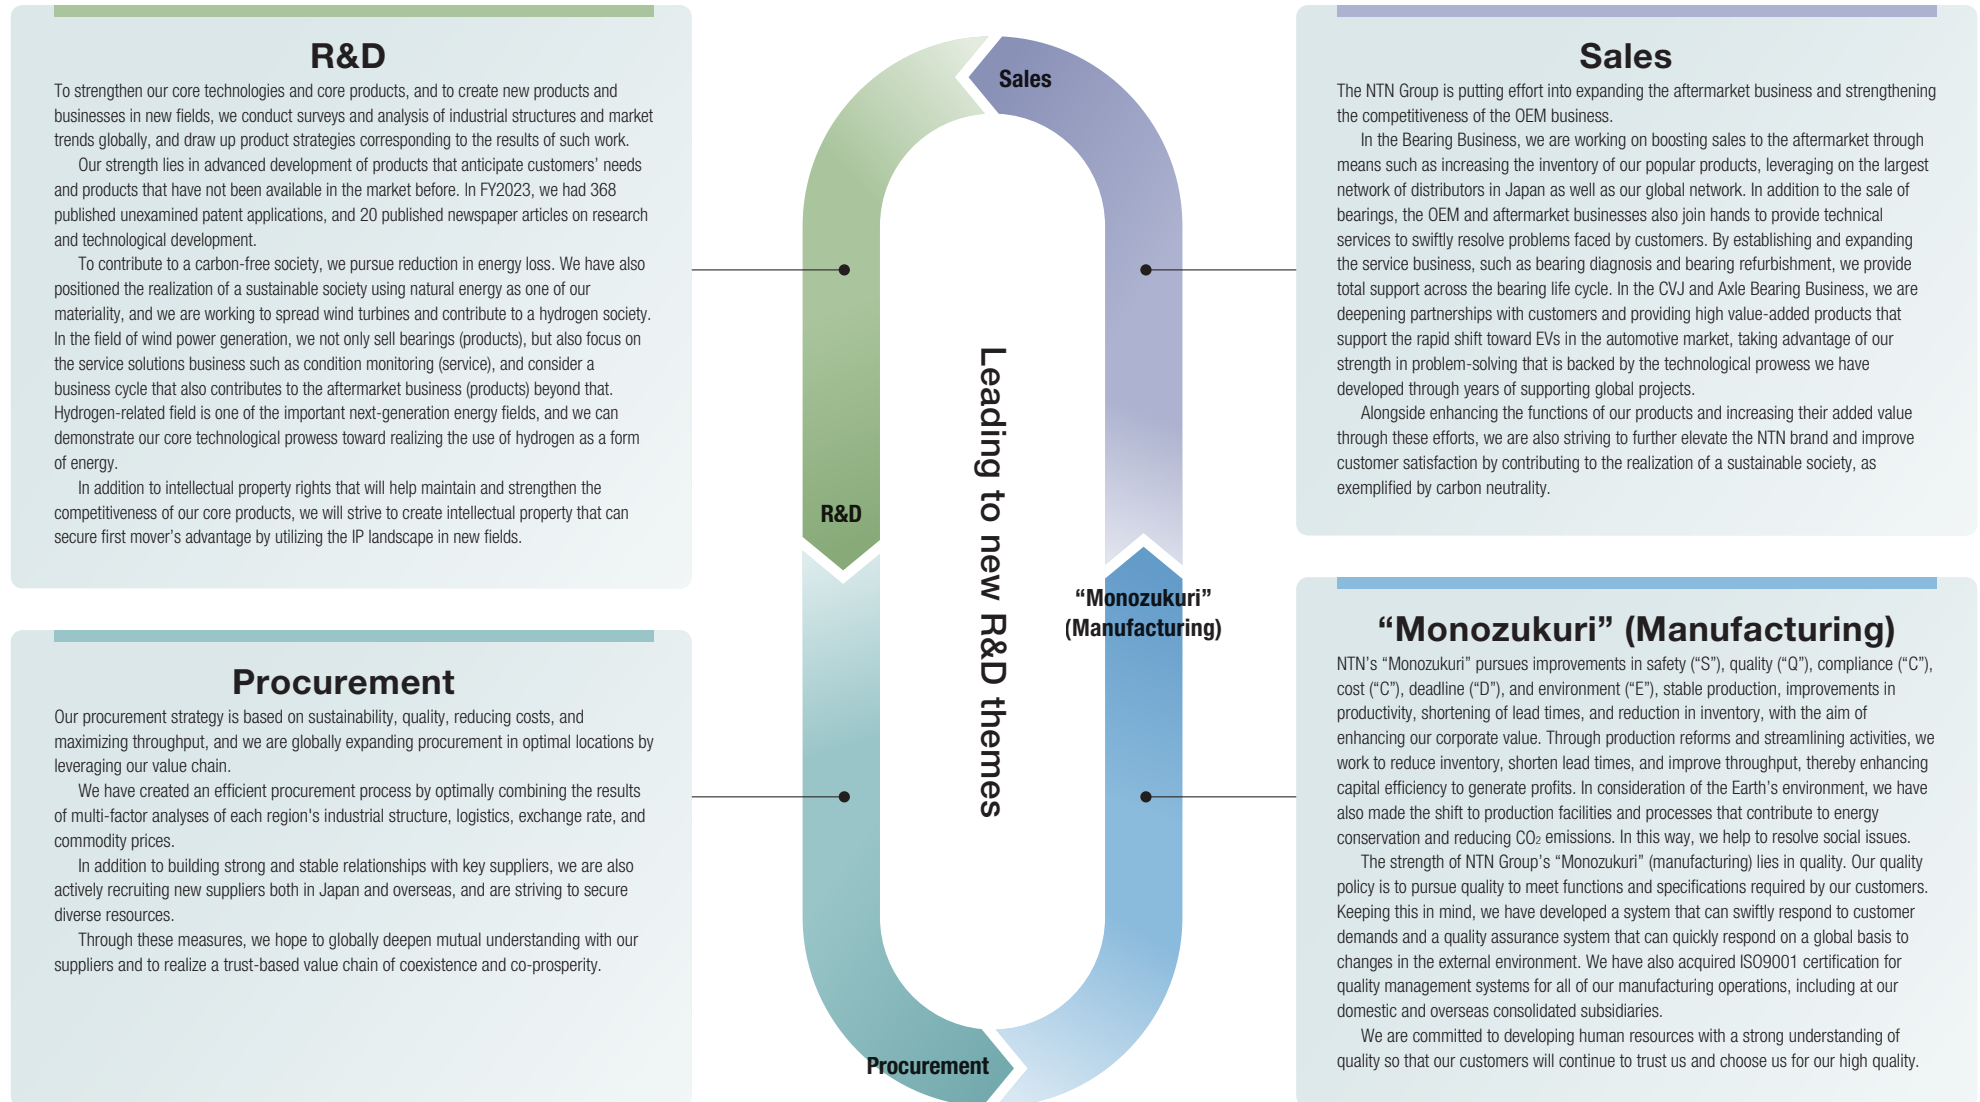 R&D
To strengthen our core technologies and core products, and to create new products and
businesses in new fields, we conduct surveys and analysis of industrial structures and market
trends globally, and draw up product strategies corresponding to the results of such work.
Our strength lies in advanced development of products that anticipate customers’ needs
and products that have not been available in the market before. In FY2023, we had 368
published unexamined patent applications, and 20 published newspaper articles on research
and technological development.
To contribute to a carbon-free society, we pursue reduction in energy loss. We have also
positioned the realization of a sustainable society using natural energy as one of our
materiality, and we are working to spread wind turbines and contribute to a hydrogen society.
In the field of wind power generation, we not only sell bearings (products), but also focus on
the service solutions business such as condition monitoring (service), and consider a
business cycle that also contributes to the aftermarket business (products) beyond that.
Hydrogen-related field is one of the important next-generation energy fields, and we can
demonstrate our core technological prowess toward realizing the use of hydrogen as a form
of energy.
In addition to intellectual property rights that will help maintain and strengthen the
competitiveness of our core products, we will strive to create intellectual property that can
secure first mover’s advantage by utilizing the IP landscape in new fields.
Procurement
Our procurement strategy is based on sustainability, quality, reducing costs, and
maximizing throughput, and we are globally expanding procurement in optimal locations by
leveraging our value chain.
We have created an efficient procurement process by optimally combining the results
of multi-factor analyses of each region's industrial structure, logistics, exchange rate, and
commodity prices.
In addition to building strong and stable relationships with key suppliers, we are also
actively recruiting new suppliers both in Japan and overseas, and are striving to secure
diverse resources.
Through these measures, we hope to globally deepen mutual understanding with our
suppliers and to realize a trust-based value chain of coexistence and co-prosperity.
Sales
R&D
Leading to new R&D themes
“Monozukuri”
(Manufacturing)
Procurement
Sales
The NTN Group is putting effort into expanding the aftermarket business and strengthening
the competitiveness of the OEM business.
In the Bearing Business, we are working on boosting sales to the aftermarket through
means such as increasing the inventory of our popular products, leveraging on the largest
network of distributors in Japan as well as our global network. In addition to the sale of
bearings, the OEM and aftermarket businesses also join hands to provide technical
services to swiftly resolve problems faced by customers. By establishing and expanding
the service business, such as bearing diagnosis and bearing refurbishment, we provide
total support across the bearing life cycle. In the CVJ and Axle Bearing Business, we are
deepening partnerships with customers and providing high value-added products that
support the rapid shift toward EVs in the automotive market, taking advantage of our
strength in problem-solving that is backed by the technological prowess we have
developed through years of supporting global projects.
Alongside enhancing the functions of our products and increasing their added value
through these efforts, we are also striving to further elevate the NTN brand and improve
customer satisfaction by contributing to the realization of a sustainable society, as
exemplified by carbon neutrality.
“Monozukuri” (Manufacturing)
NTN’s “Monozukuri” pursues improvements in safety (“S”), quality (“Q”), compliance (“C”),
cost (“C”), deadline (“D”), and environment (“E”), stable production, improvements in
productivity, shortening of lead times, and reduction in inventory, with the aim of
enhancing our corporate value. Through production reforms and streamlining activities, we
work to reduce inventory, shorten lead times, and improve throughput, thereby enhancing
capital efficiency to generate profits. In consideration of the Earth’s environment, we have
also made the shift to production facilities and processes that contribute to energy
conservation and reducing CO₂ emissions. In this way, we help to resolve social issues.
The strength of NTN Group’s “Monozukuri” (manufacturing) lies in quality. Our quality
policy is to pursue quality to meet functions and specifications required by our customers.
Keeping this in mind, we have developed a system that can swiftly respond to customer
demands and a quality assurance system that can quickly respond on a global basis to
changes in the external environment. We have also acquired ISO9001 certification for
quality management systems for all of our manufacturing operations, including at our
domestic and overseas consolidated subsidiaries.
We are committed to developing human resources with a strong understanding of
quality so that our customers will continue to trust us and choose us for our high quality.